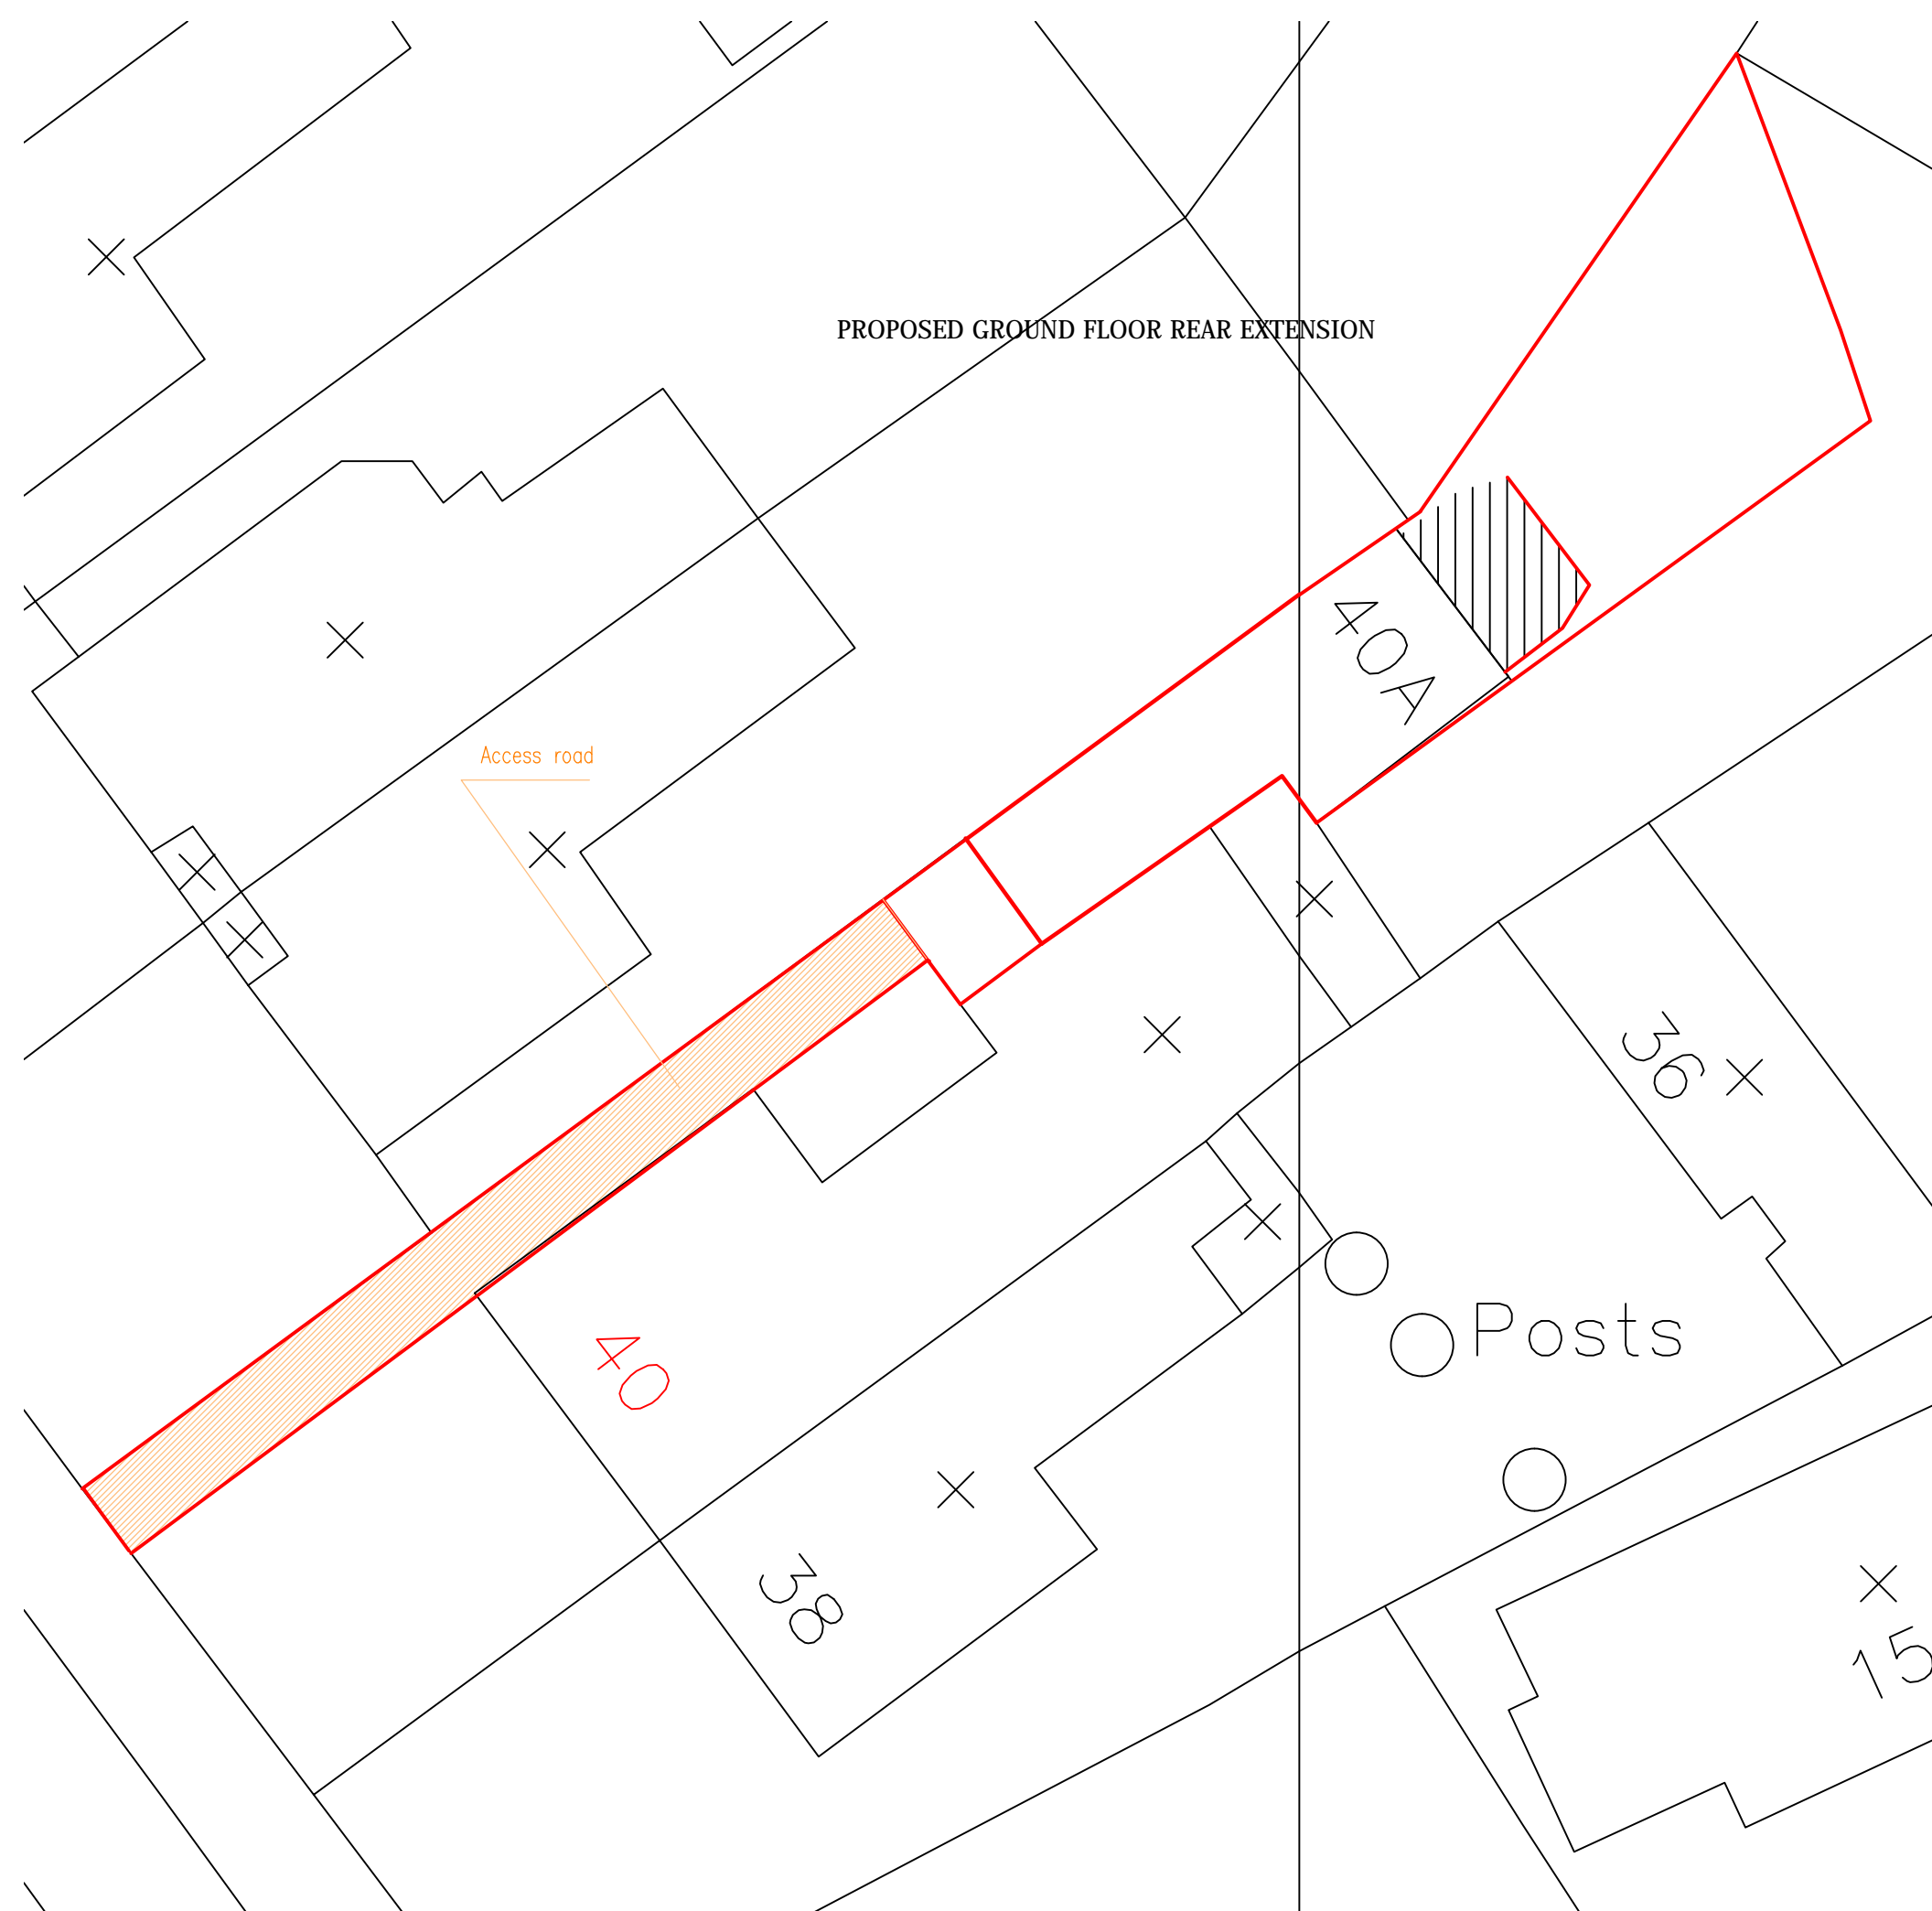 PROPOSED GROUND FLOOR REAR EXTENSION
40A
Access road
36
Posts
40
38
15